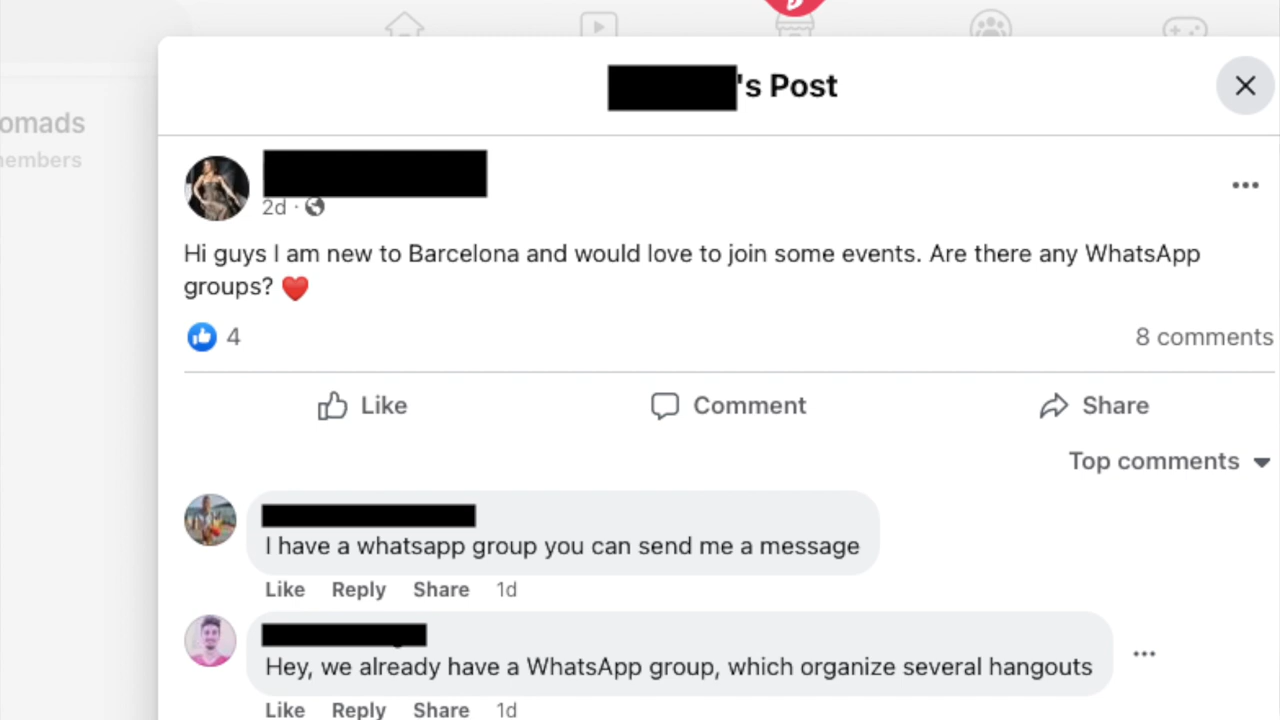 omads
embers
's Post
2d ·
Hi guys I am new to Barcelona and would love to join some events. Are there any WhatsApp
groups? ❤️
4
8 comments
Like
Comment
Share
Top comments
I have a whatsapp group you can send me a message
Like Reply Share 1d
Hey, we already have a WhatsApp group, which organize several hangouts
Like Reply Share 1d